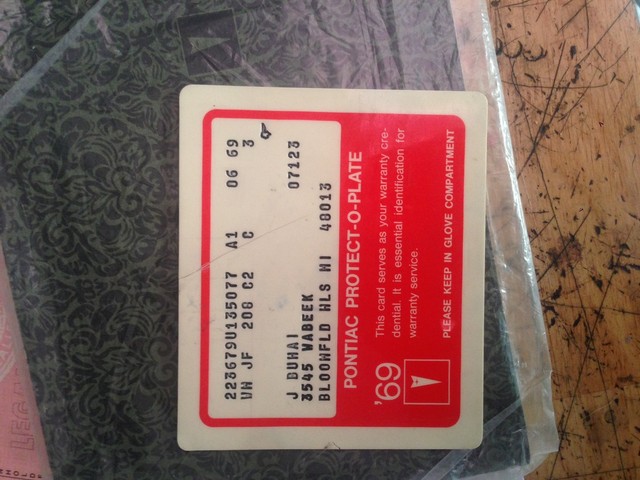 223679U135077 A1 06 69
WN JF 208 C2 C 3
07123
J BUHAI
3545 WABEEK
BLOOMFLD HLS MI 48013
PONTIAC PROTECT-O-PLATE
'69
This card serves as your warranty cre-
dential. It is essential identification for
warranty service.
PLEASE KEEP IN GLOVE COMPARTMENT